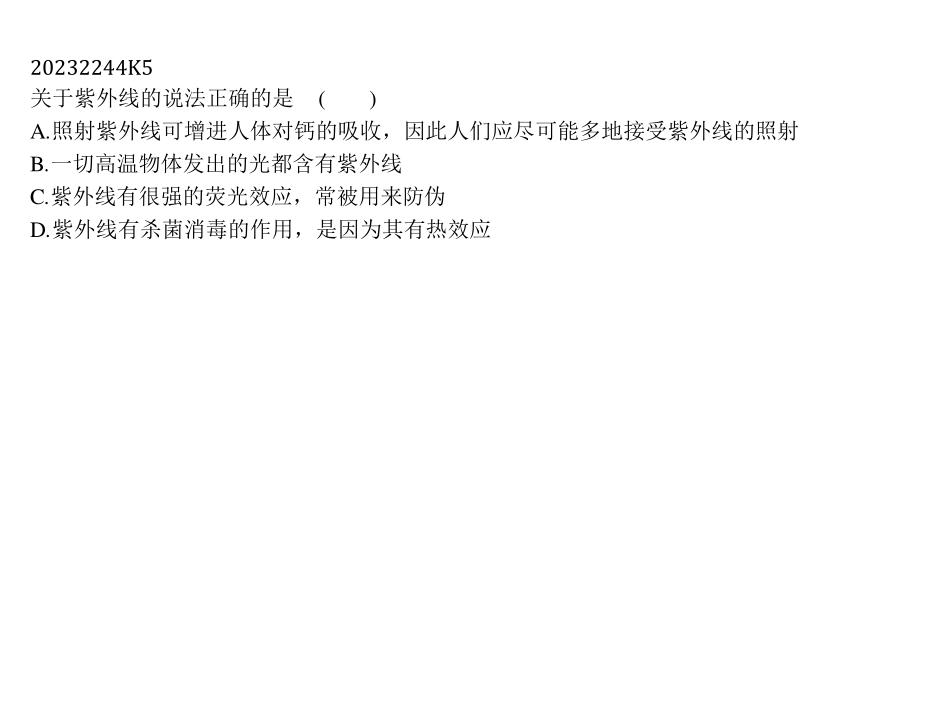 20232244K5
关于紫外线的说法正确的是 (  )
A.照射紫外线可增进人体对钙的吸收，因此人们应尽可能多地接受紫外线的照射
B.一切高温物体发出的光都含有紫外线
C.紫外线有很强的荧光效应，常被用来防伪
D.紫外线有杀菌消毒的作用，是因为其有热效应